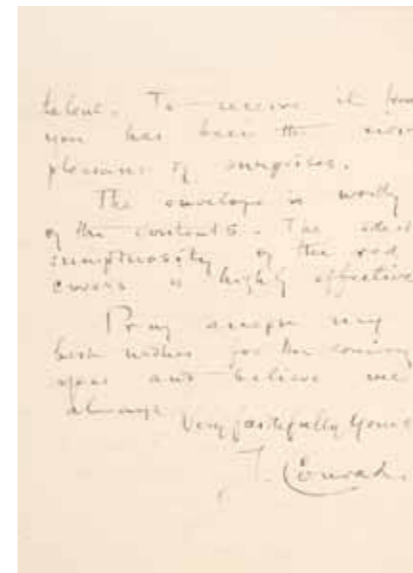 talent. To receive it from
you has been the most
pleasant of surprises.
The envelope is worthy
of the contents. The
sumptuosity of the red
covers is highly effective
Pray accept my
best wishes for the coming
year and believe me
always
Very faithfully yours
J. Conrad.